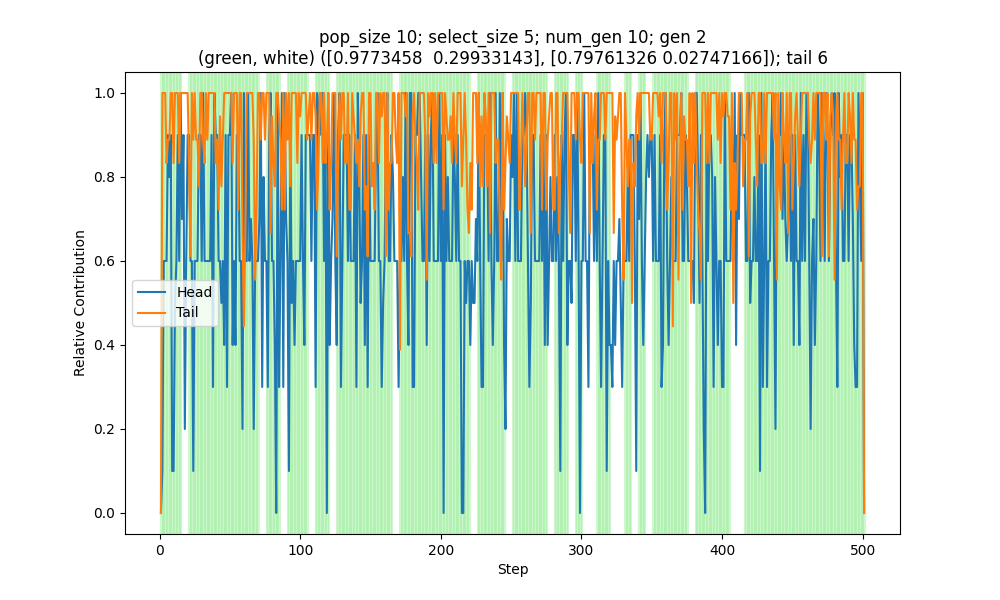 pop_size 10; select_size 5; num_gen 10; gen 2
(green, white) ([0.9773458  0.29933143], [0.79761326 0.02747166]); tail 6
1.0
0.8
0.6
0.4
0.2
0.0
Relative Contribution
Head
Tail
0
100
200
300
400
500
Step